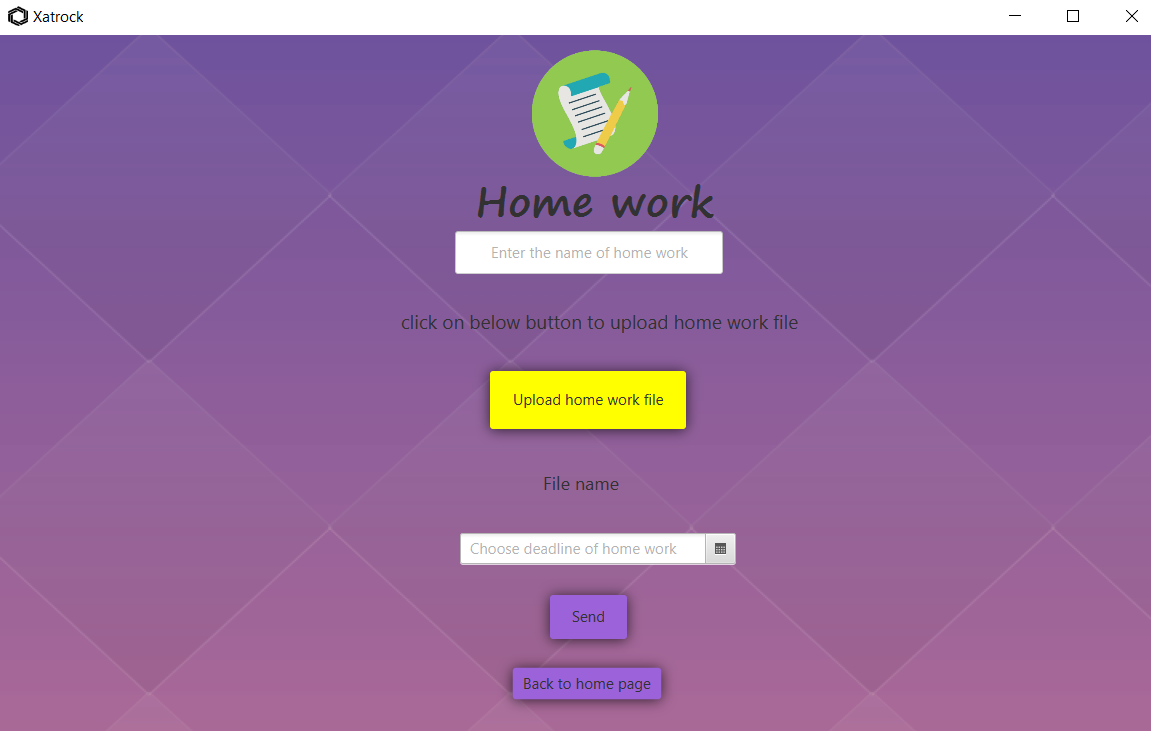 Xatrock
Home work
Enter the name of home work
click on below button to upload home work file
Upload home work file
File name
Choose deadline of home work
Send
Back to home page